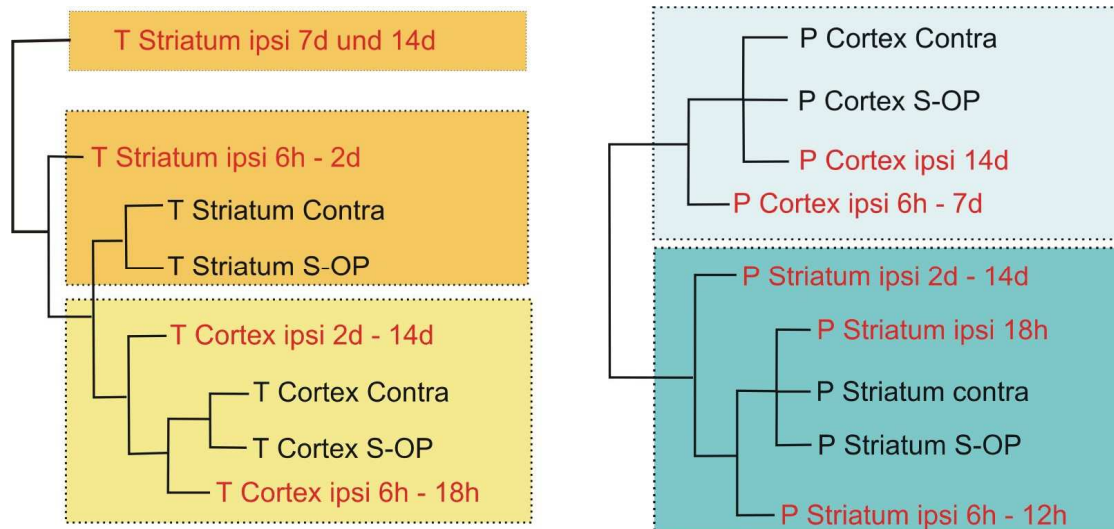 T Striatum ipsi 7d und 14d
T Striatum ipsi 6h - 2d
T Striatum Contra
T Striatum S-OP
T Cortex ipsi 2d - 14d
T Cortex Contra
T Cortex S-OP
T Cortex ipsi 6h - 18h
P Cortex Contra
P Cortex S-OP
P Cortex ipsi 14d
P Cortex ipsi 6h - 7d
P Striatum ipsi 2d - 14d
P Striatum ipsi 18h
P Striatum contra
P Striatum S-OP
P Striatum ipsi 6h - 12h